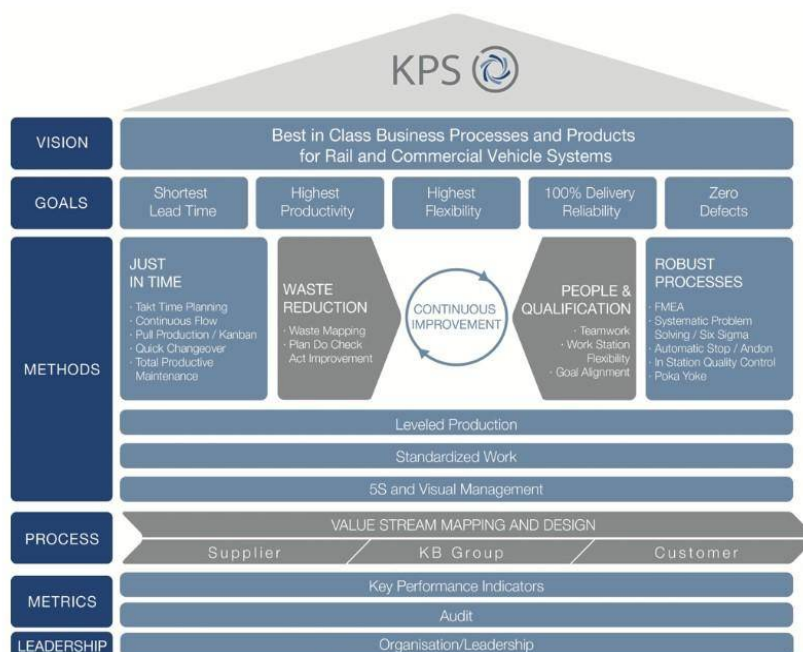 KPS
VISION
Best in Class Business Processes and Products
for Rail and Commercial Vehicle Systems
GOALS
Shortest
Lead Time
Highest
Productivity
Highest
Flexibility
100% Delivery
Reliability
Zero
Defects
METHODS
JUST
IN TIME
· Takt Time Planning
· Continuous Flow
· Pull Production / Kanban
· Quick Changeover
· Total Productive
Maintenance
WASTE
REDUCTION
· Waste Mapping
· Plan Do Check
Act Improvement
CONTINUOUS
IMPROVEMENT
PEOPLE &
QUALIFICATION
· Teamwork
· Work Station
Flexibility
· Goal Alignment
ROBUST
PROCESSES
· FMEA
· Systematic Problem
Solving / Six Sigma
· Automatic Stop / Andon
· In Station Quality Control
· Poka Yoke
Leveled Production
Standardized Work
5S and Visual Management
PROCESS
VALUE STREAM MAPPING AND DESIGN
Supplier
KB Group
Customer
METRICS
Key Performance Indicators
Audit
LEADERSHIP
Organisation/Leadership